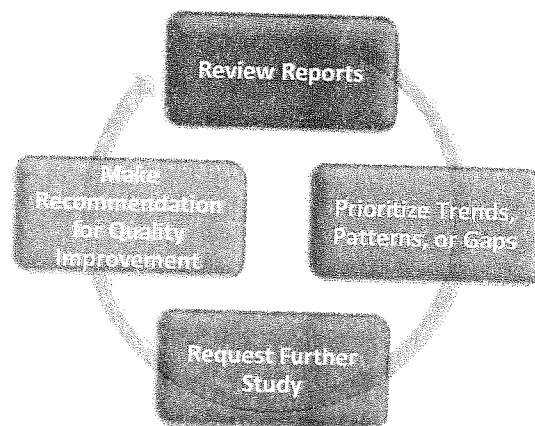 Review Reports
Prioritize Trends,
Patterns, or Gaps
Request Further
Study
Make
Recommendation
for Quality
Improvement